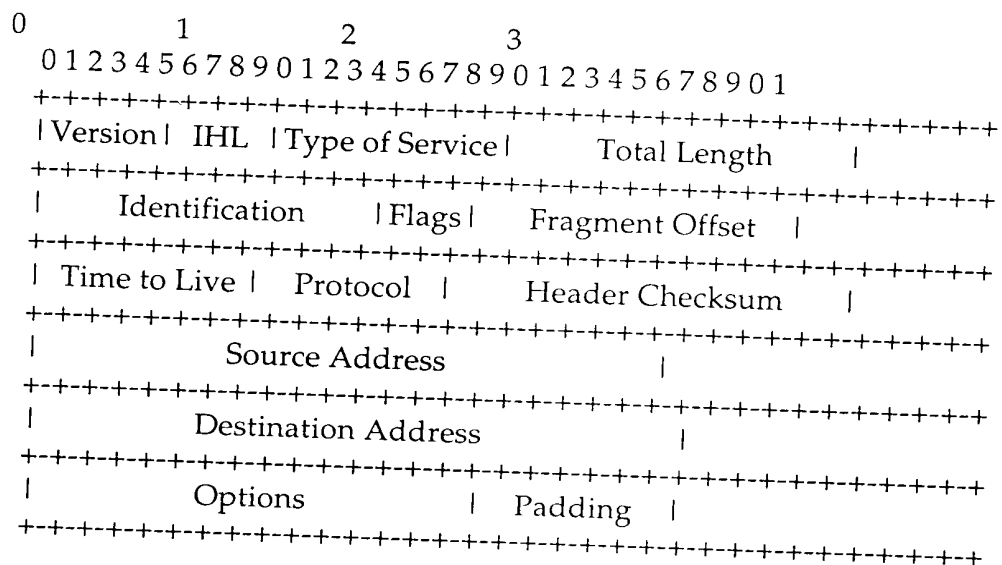 0 1 2 3
0 1 2 3 4 5 6 7 8 9 0 1 2 3 4 5 6 7 8 9 0 1 2 3 4 5 6 7 8 9 0 1
+-+-+-+-+-+-+-+-+-+-+-+-+-+-+-+-+-+-+-+-+-+-+-+-+-+-+-+-+-+-+-+-+
|Version| IHL |Type of Service| Total Length |
+-+-+-+-+-+-+-+-+-+-+-+-+-+-+-+-+-+-+-+-+-+-+-+-+-+-+-+-+-+-+-+-+
| Identification |Flags| Fragment Offset |
+-+-+-+-+-+-+-+-+-+-+-+-+-+-+-+-+-+-+-+-+-+-+-+-+-+-+-+-+-+-+-+-+
| Time to Live | Protocol | Header Checksum |
+-+-+-+-+-+-+-+-+-+-+-+-+-+-+-+-+-+-+-+-+-+-+-+-+-+-+-+-+-+-+-+-+
| Source Address |
+-+-+-+-+-+-+-+-+-+-+-+-+-+-+-+-+-+-+-+-+-+-+-+-+-+-+-+-+-+-+-+-+
| Destination Address |
+-+-+-+-+-+-+-+-+-+-+-+-+-+-+-+-+-+-+-+-+-+-+-+-+-+-+-+-+-+-+-+-+
| Options | Padding |
+-+-+-+-+-+-+-+-+-+-+-+-+-+-+-+-+-+-+-+-+-+-+-+-+-+-+-+-+-+-+-+-+